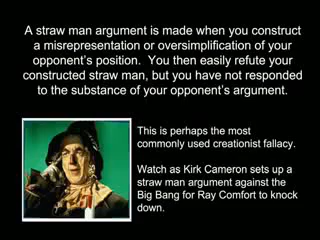 A straw man argument is made when you construct
a misrepresentation or oversimplification of your
opponent's position.  You then easily refute your
constructed straw man, but you have not responded
to the substance of your opponent's argument.
This is perhaps the most
commonly used creationist fallacy.
Watch as Kirk Cameron sets up a
straw man argument against the
Big Bang for Ray Comfort to knock
down.